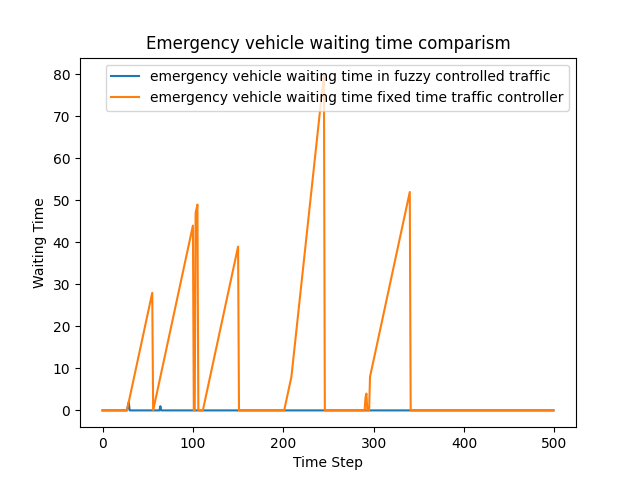 Emergency vehicle waiting time comparism
emergency vehicle waiting time in fuzzy controlled traffic
emergency vehicle waiting time fixed time traffic controller
80
70
60
50
40
30
20
10
0
Waiting Time
0 100 200 300 400 500
Time Step